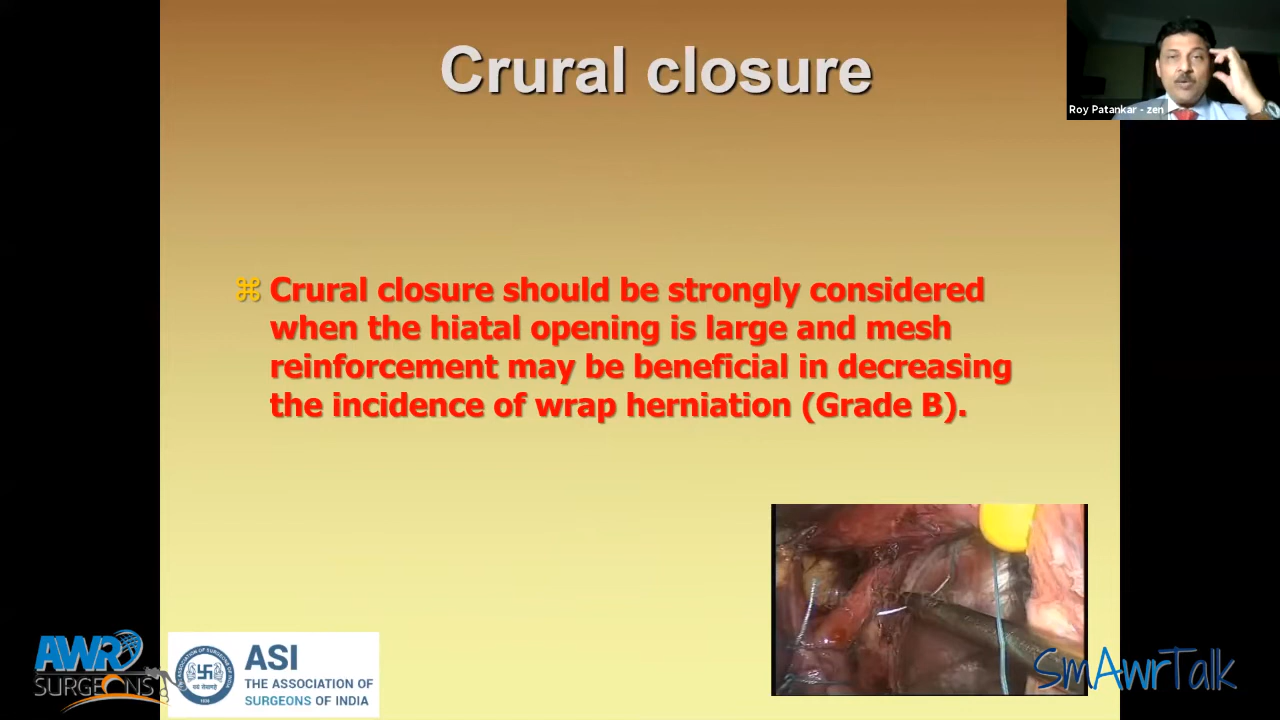 Crural closure
Roy Patankar - zen
⌘ Crural closure should be strongly considered
when the hiatal opening is large and mesh
reinforcement may be beneficial in decreasing
the incidence of wrap herniation (Grade B).
AWR
SURGEONS
ASI
THE ASSOCIATION OF
SURGEONS OF INDIA
SmAwrTalk